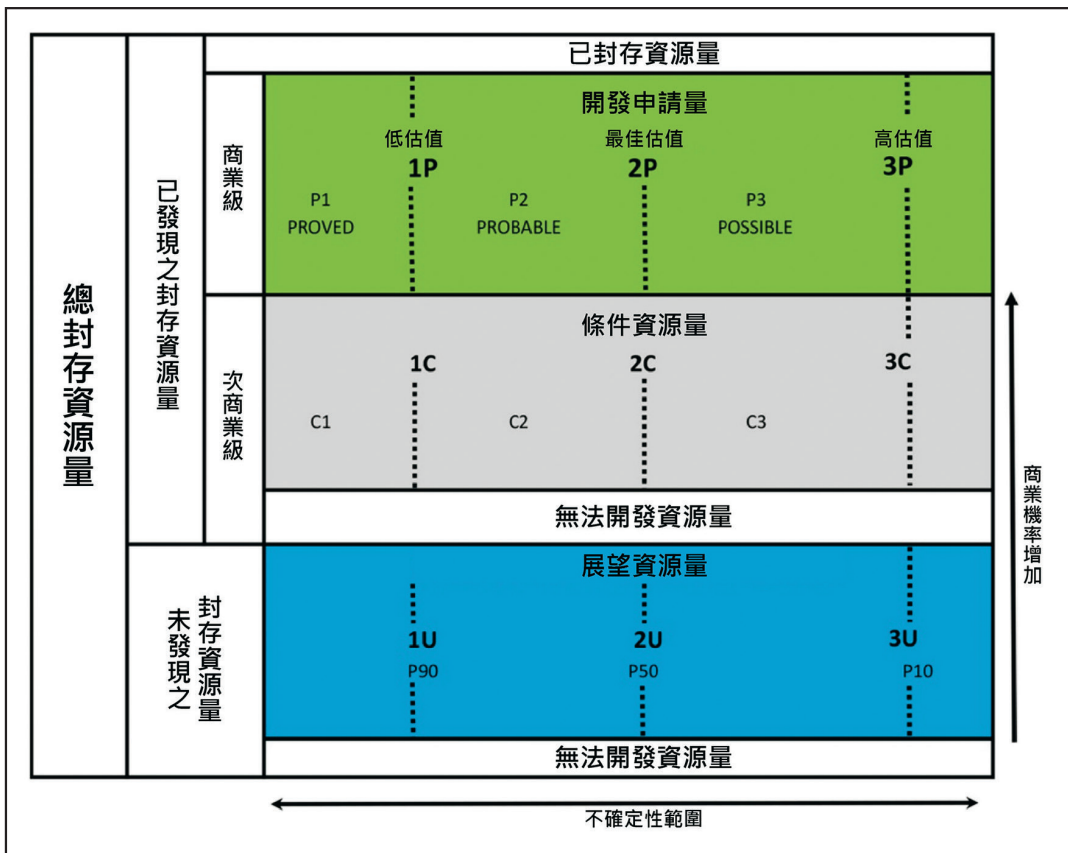 總封存資源量
已發現之封存資源量
未發現之
封存資源量
商業級
次商業級
已封存資源量
開發申請量
低估值
最佳估值
高估值
1P
2P
3P
P1
PROVED
P2
PROBABLE
P3
POSSIBLE
條件資源量
1C
2C
3C
C1
C2
C3
無法開發資源量
展望資源量
1U
2U
3U
P90
P50
P10
無法開發資源量
商業機率增加
不確定性範圍